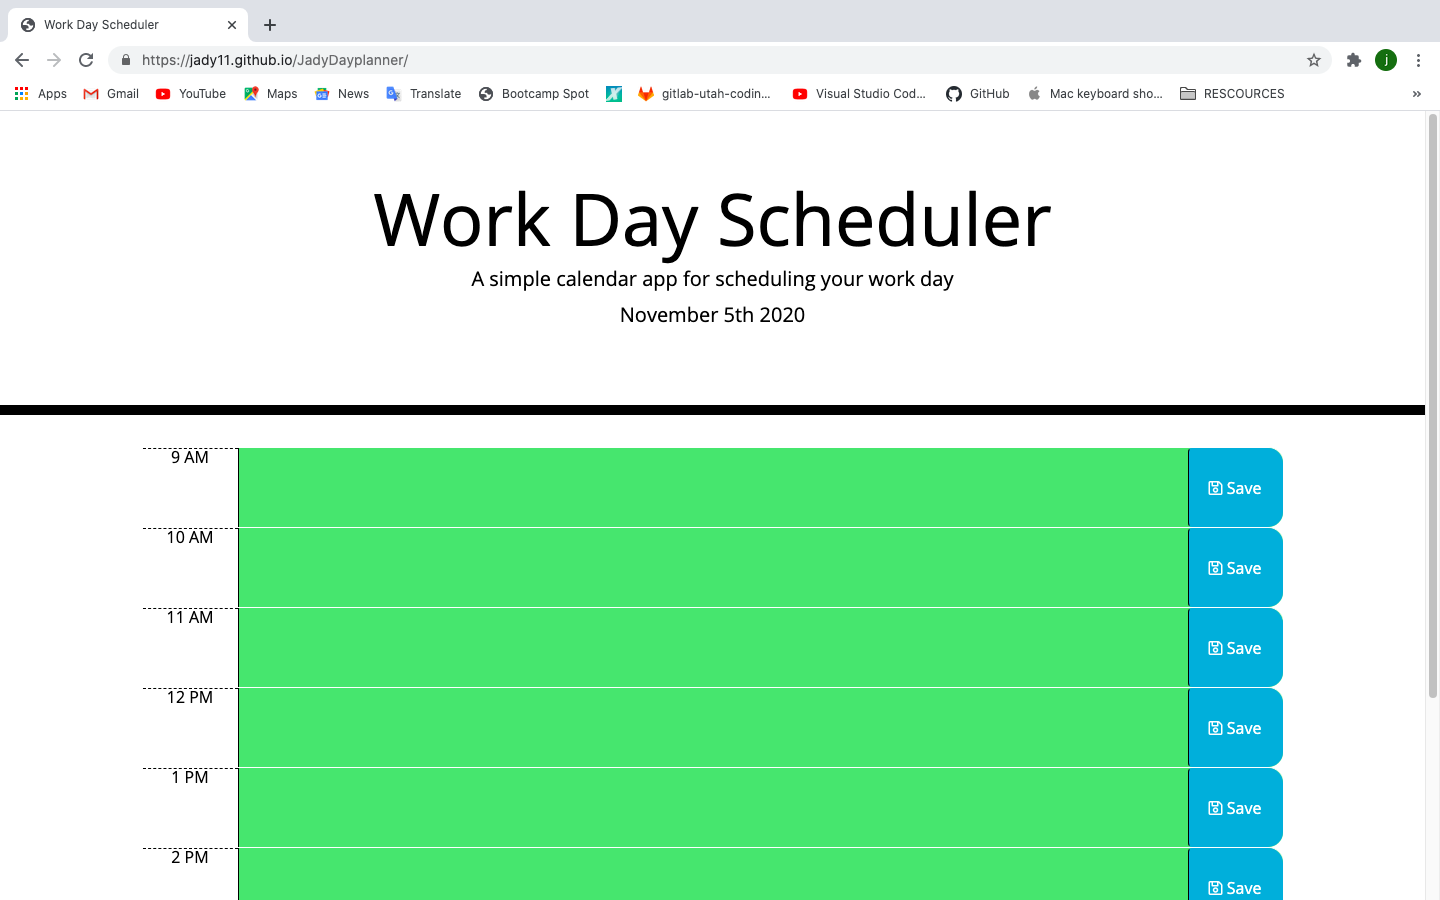 Work Day Scheduler
https://jady11.github.io/JadyDayplanner/
j
Apps Gmail YouTube Maps News Translate Bootcamp Spot gitlab-utah-codin... Visual Studio Cod... GitHub Mac keyboard sho... RESCOURCES »
Work Day Scheduler
A simple calendar app for scheduling your work day
November 5th 2020
9 AM
Save
10 AM
Save
11 AM
Save
12 PM
Save
1 PM
Save
2 PM
Save